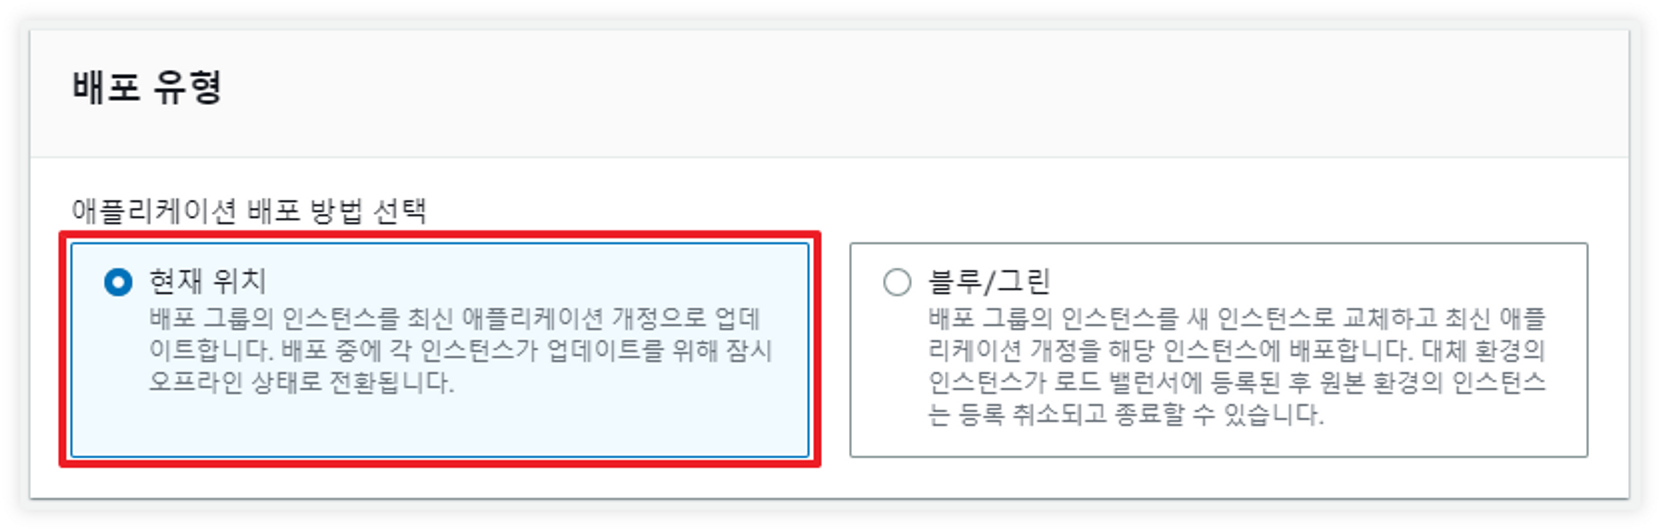 배포 유형
애플리케이션 배포 방법 선택
현재 위치
배포 그룹의 인스턴스를 최신 애플리케이션 개정으로 업데
이트합니다. 배포 중에 각 인스턴스가 업데이트를 위해 잠시
오프라인 상태로 전환됩니다.
블루/그린
배포 그룹의 인스턴스를 새 인스턴스로 교체하고 최신 애플
리케이션 개정을 해당 인스턴스에 배포합니다. 대체 환경의
인스턴스가 로드 밸런서에 등록된 후 원본 환경의 인스턴스
는 등록 취소되고 종료할 수 있습니다.